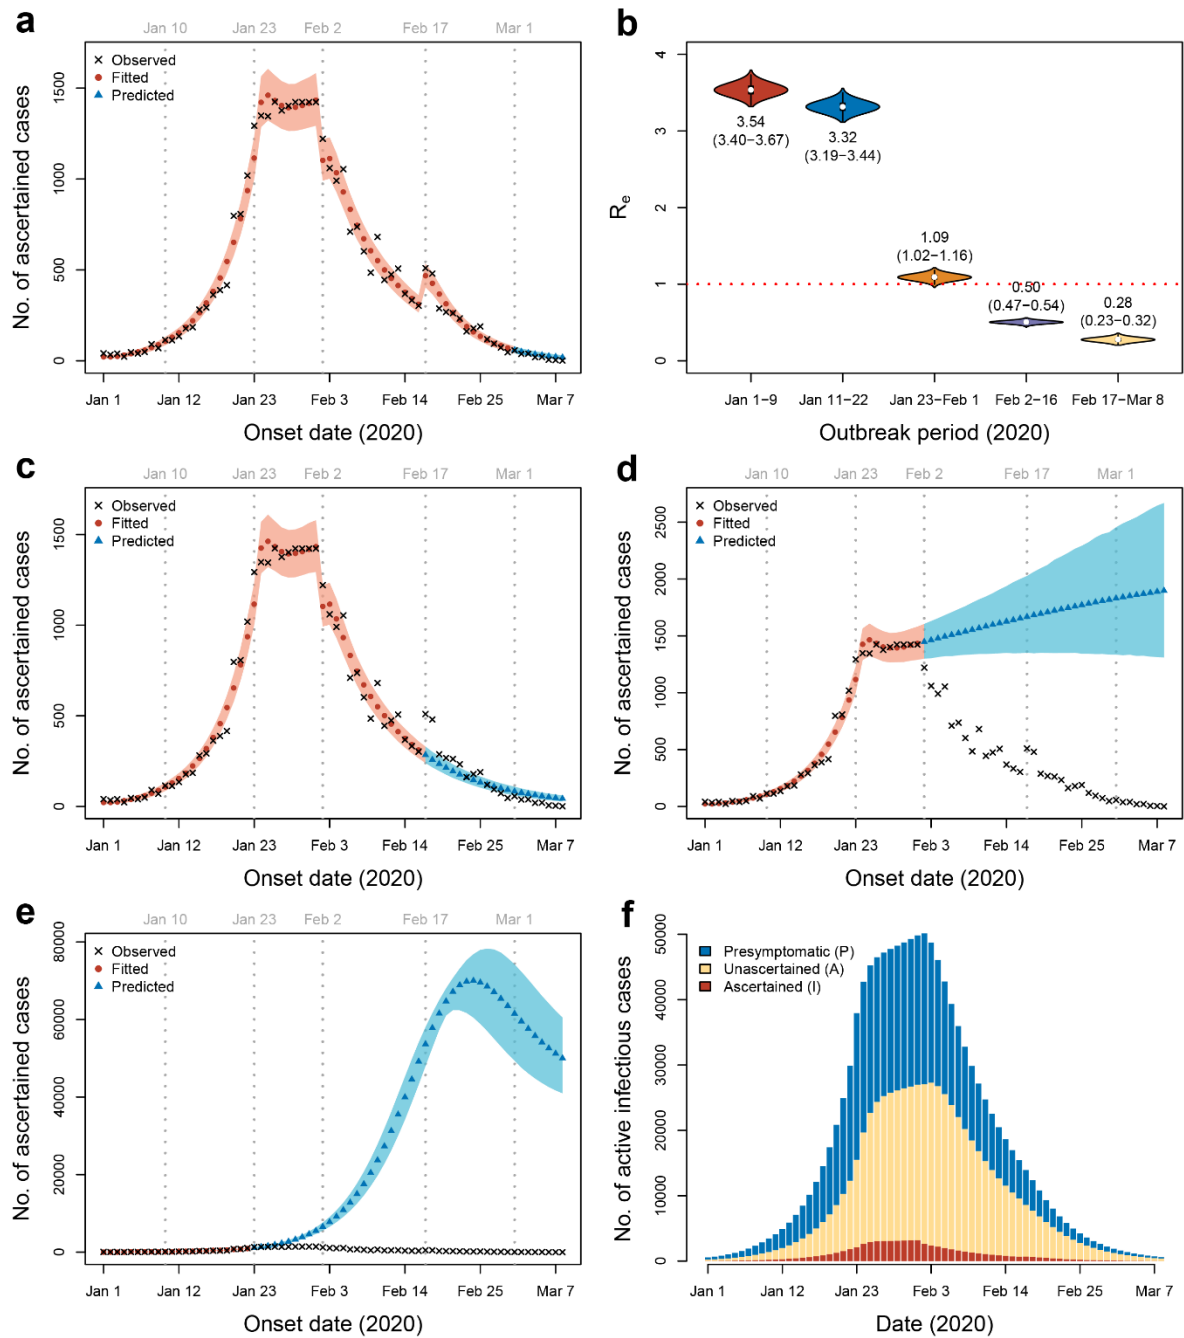 a
Jan 10 Jan 23 Feb 2 Feb 17 Mar 1
Observed
Fitted
Predicted
No. of ascertained cases
1500
1000
500
0
Jan 1 Jan 12 Jan 23 Feb 3 Feb 14 Feb 25 Mar 7
Onset date (2020)
b
4
3
2
1
0
Re
3.54
(3.40−3.67)
3.32
(3.19−3.44)
1.09
(1.02−1.16)
0.50
(0.47−0.54)
0.28
(0.23−0.32)
Jan 1−9 Jan 11−22 Jan 23−Feb 1 Feb 2−16 Feb 17−Mar 8
Outbreak period (2020)
c
Jan 10 Jan 23 Feb 2 Feb 17 Mar 1
Observed
Fitted
Predicted
No. of ascertained cases
1500
1000
500
0
Jan 1 Jan 12 Jan 23 Feb 3 Feb 14 Feb 25 Mar 7
Onset date (2020)
d
Jan 10 Jan 23 Feb 2 Feb 17 Mar 1
Observed
Fitted
Predicted
No. of ascertained cases
2500
2000
1500
1000
500
0
Jan 1 Jan 12 Jan 23 Feb 3 Feb 14 Feb 25 Mar 7
Onset date (2020)
e
Jan 10 Jan 23 Feb 2 Feb 17 Mar 1
Observed
Fitted
Predicted
No. of ascertained cases
80000
60000
40000
20000
0
Jan 1 Jan 12 Jan 23 Feb 3 Feb 14 Feb 25 Mar 7
Onset date (2020)
f
Presymptomatic (P)
Unascertained (A)
Ascertained (I)
No. of active infectious cases
50000
40000
30000
20000
10000
0
Jan 1 Jan 12 Jan 23 Feb 3 Feb 14 Feb 25 Mar 7
Date (2020)